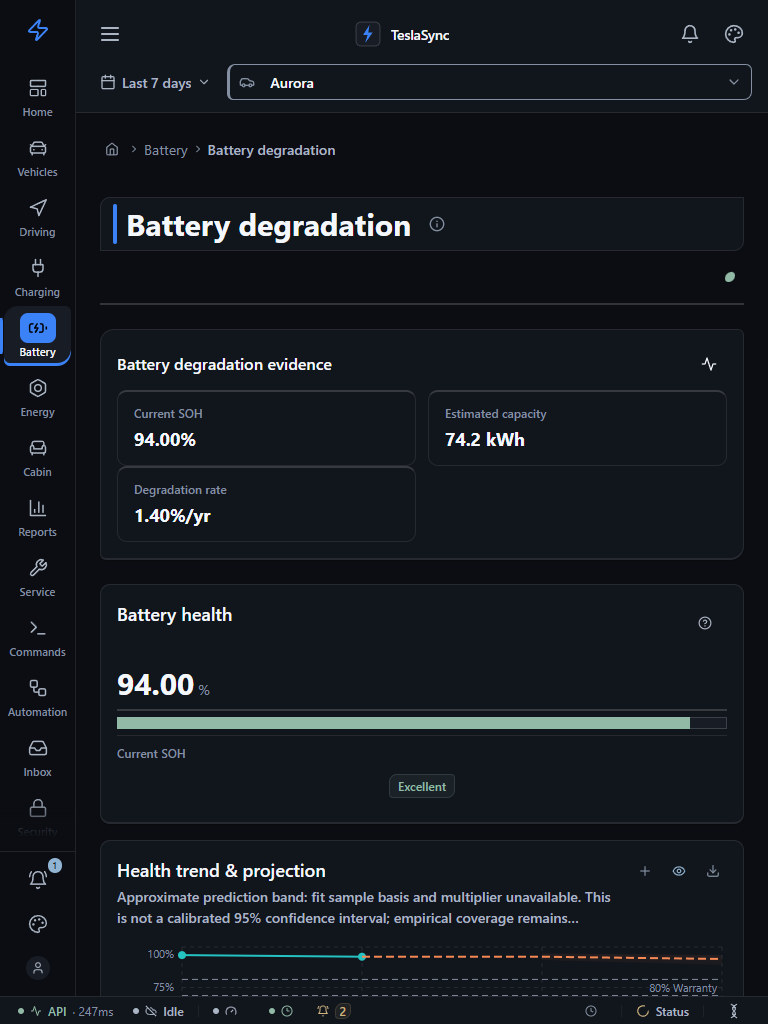 TeslaSync
Last 7 days
Aurora
Home
Vehicles
Driving
Charging
Battery
Energy
Cabin
Reports
Service
Commands
Automation
Inbox
Security
1
Battery
Battery degradation
Battery degradation
Battery degradation evidence
Current SOH
94.00%
Estimated capacity
74.2 kWh
Degradation rate
1.40%/yr
Battery health
94.00 %
Current SOH
Excellent
Health trend & projection
Approximate prediction band: fit sample basis and multiplier unavailable. This
is not a calibrated 95% confidence interval; empirical coverage remains...
100%
75%
80% Warranty
API · 247ms
Idle
2
Status